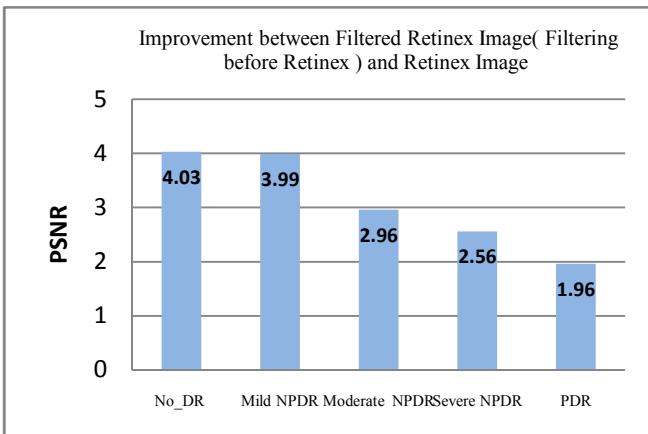 Improvement between Filtered Retinex Image( Filtering
before Retinex ) and Retinex Image
5
4
3
2
1
0
PSNR
4.03
3.99
2.96
2.56
1.96
No_DR
Mild NPDR
Moderate NPDR
Severe NPDR
PDR